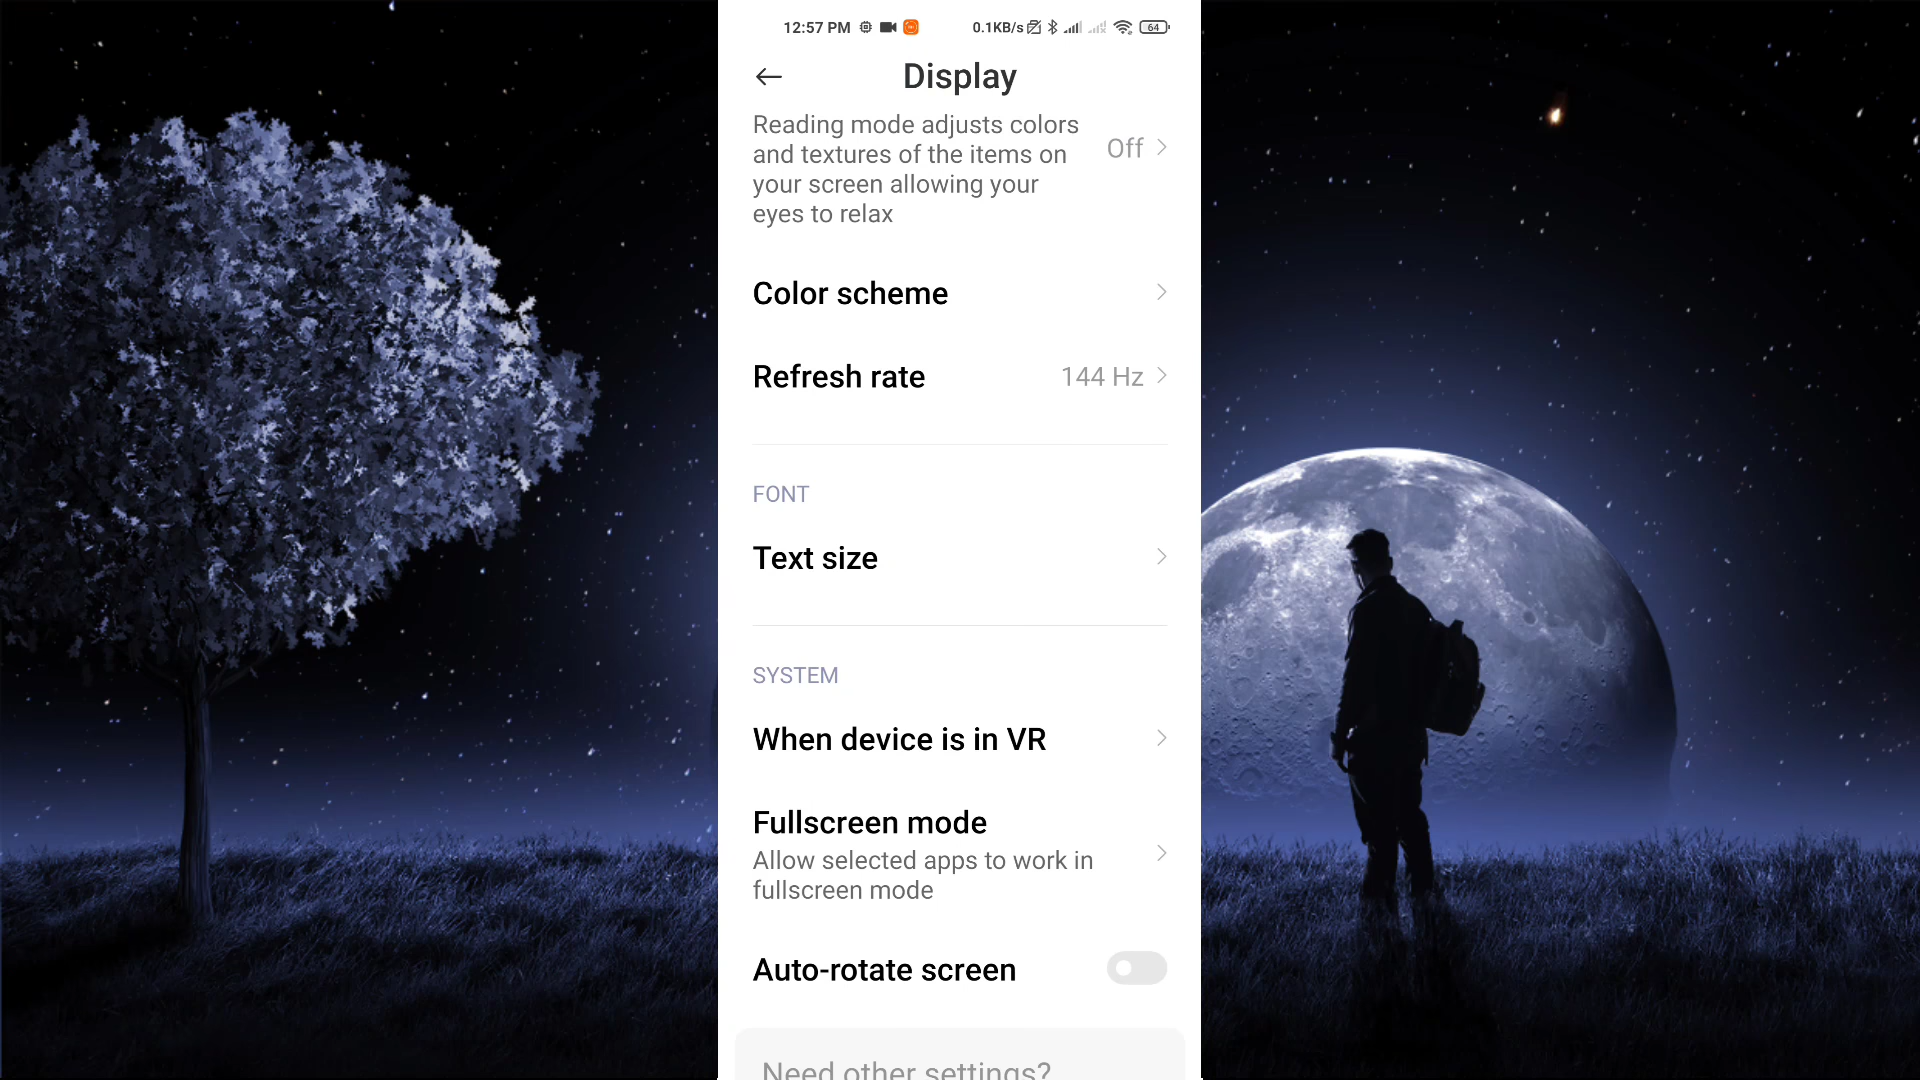 12:57 PM 0.1KB/s 64
Display
Reading mode adjusts colors
and textures of the items on
your screen allowing your
eyes to relax
Off
Color scheme
Refresh rate 144 Hz
FONT
Text size
SYSTEM
When device is in VR
Fullscreen mode
Allow selected apps to work in
fullscreen mode
Auto-rotate screen
Need other settings?